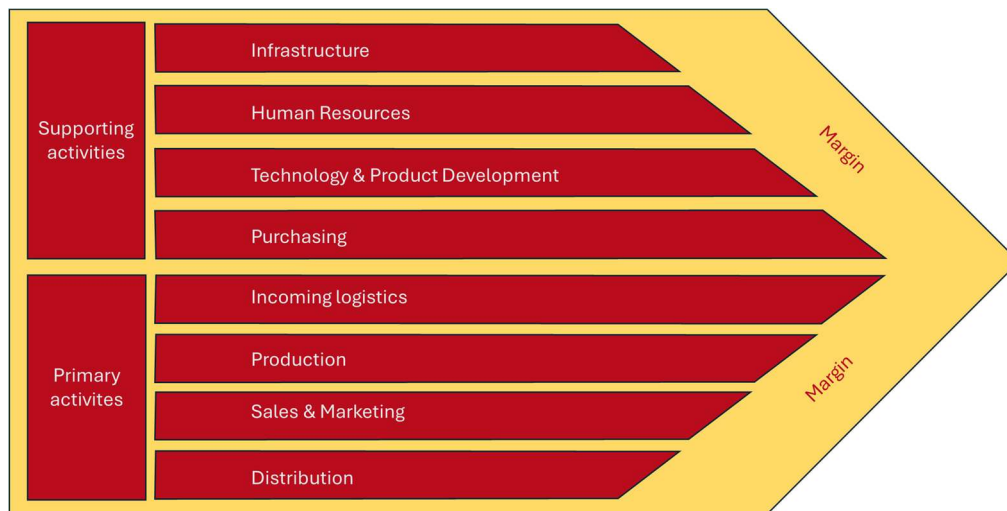 Supporting
activities
Infrastructure
Human Resources
Technology & Product Development
Purchasing
Margin
Primary
activites
Incoming logistics
Production
Sales & Marketing
Distribution
Margin